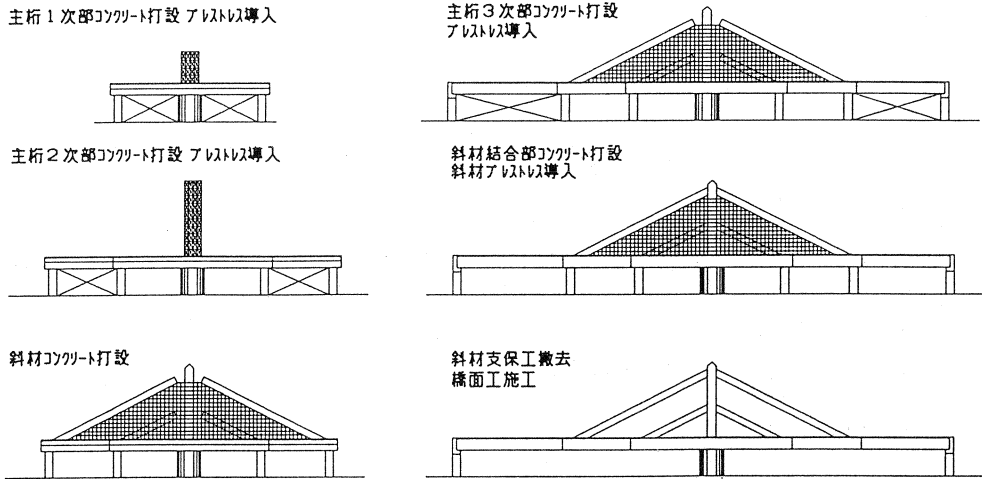 主桁1次部コンクリート打設 プレストレス導入
主桁2次部コンクリート打設 プレストレス導入
斜材コンクリート打設
主桁3次部コンクリート打設
プレストレス導入
斜材結合部コンクリート打設
斜材プレストレス導入
斜材支保工撤去
橋面工施工